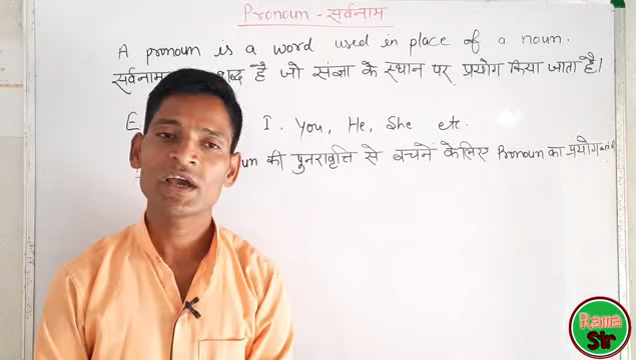 Pronoun - सर्वनाम
A pronoun is a word used in place of a noun.
सर्वनाम शब्द है जो संज्ञा के स्थान पर प्रयोग किया जाता है।
E I, You, He, She etc.
की पुनरावृत्ति से बचने के लिए Pronoun का प्रयोग
Rama
Sir